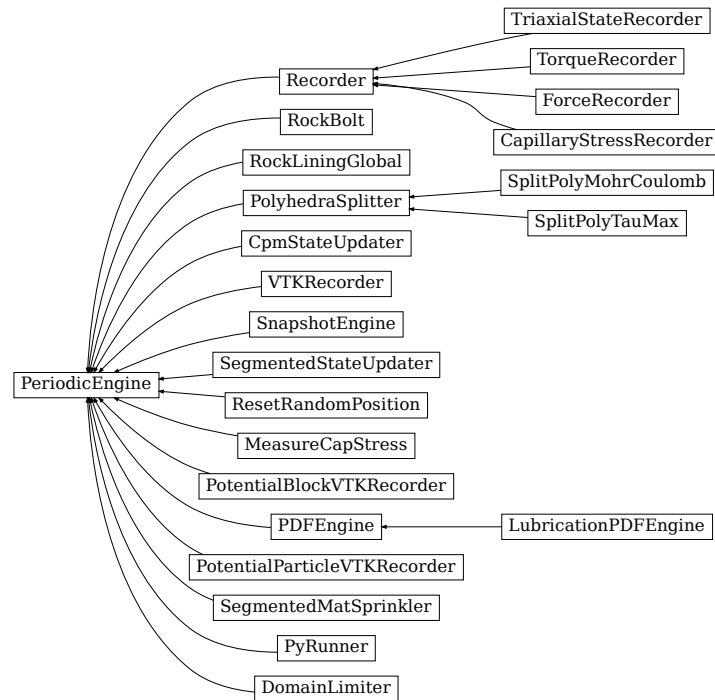 TriaxialStateRecorder
TorqueRecorder
Recorder
ForceRecorder
RockBolt
CapillaryStressRecorder
RockLiningGlobal
SplitPolyMohrCoulomb
PolyhedraSplitter
SplitPolyTauMax
CpmStateUpdater
VTKRecorder
SnapshotEngine
SegmentedStateUpdater
PeriodicEngine
ResetRandomPosition
MeasureCapStress
PotentialBlockVTKRecorder
PDFEngine
LubricationPDFEngine
PotentialParticleVTKRecorder
SegmentedMatSprinkler
PyRunner
DomainLimiter